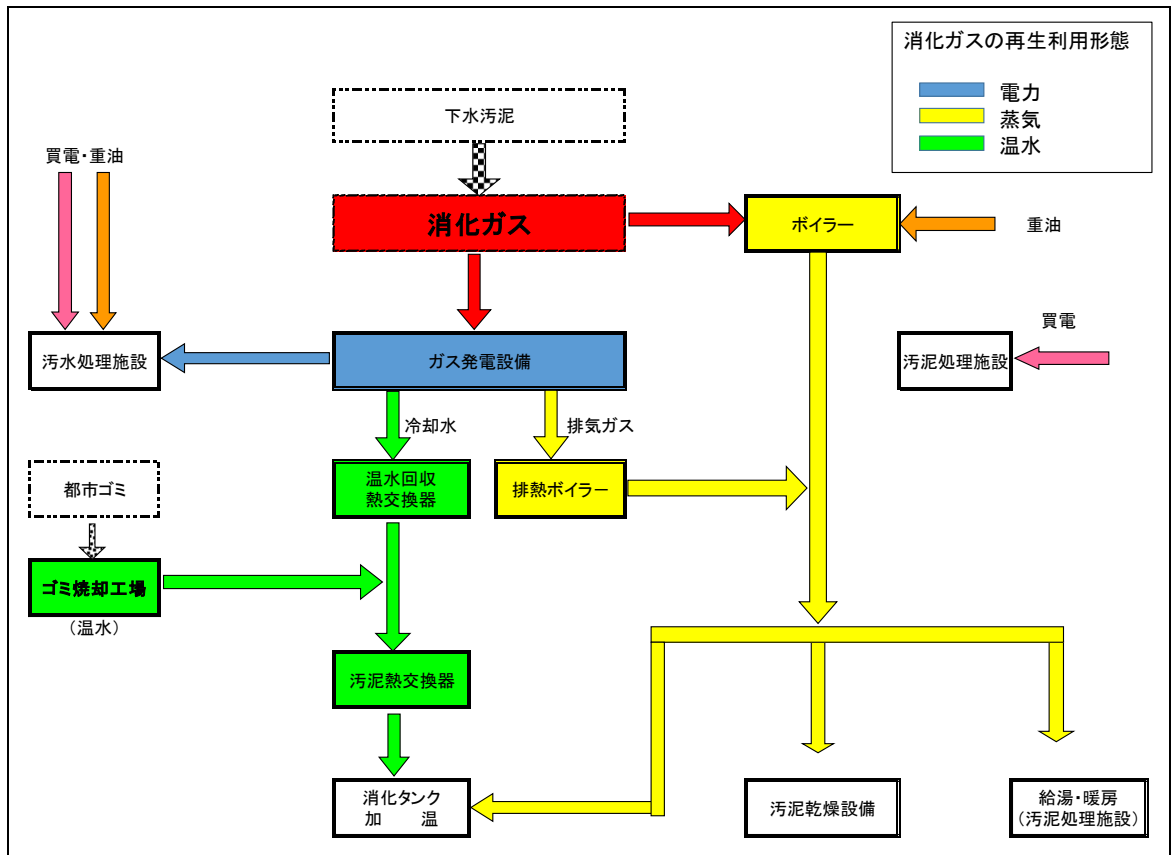 消化ガスの再生利用形態
電力
蒸気
温水
下水汚泥
買電・重油
消化ガス
ボイラー
重油
買電
汚水処理施設
ガス発電設備
汚泥処理施設
冷却水
排気ガス
都市ゴミ
温水回収
熱交換器
排熱ボイラー
ゴミ焼却工場
(温水)
汚泥熱交換器
消化タンク
加　　温
汚泥乾燥設備
給湯・暖房
(汚泥処理施設)